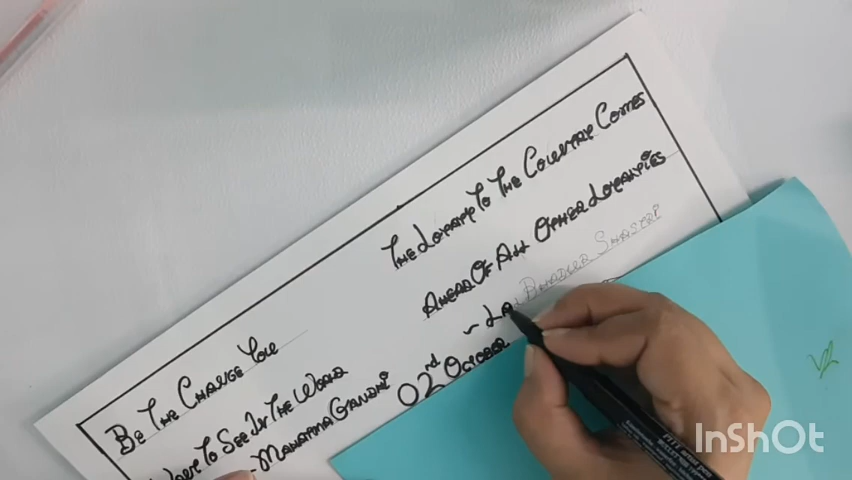 The Loyalty To The Country Comes
Ahead Of All Other Loyalties
~ Lal Bahadur Shastri
02nd October
Be The Change You
Want To See In The World
~ Mahatma Gandhi
PITT
InShOt